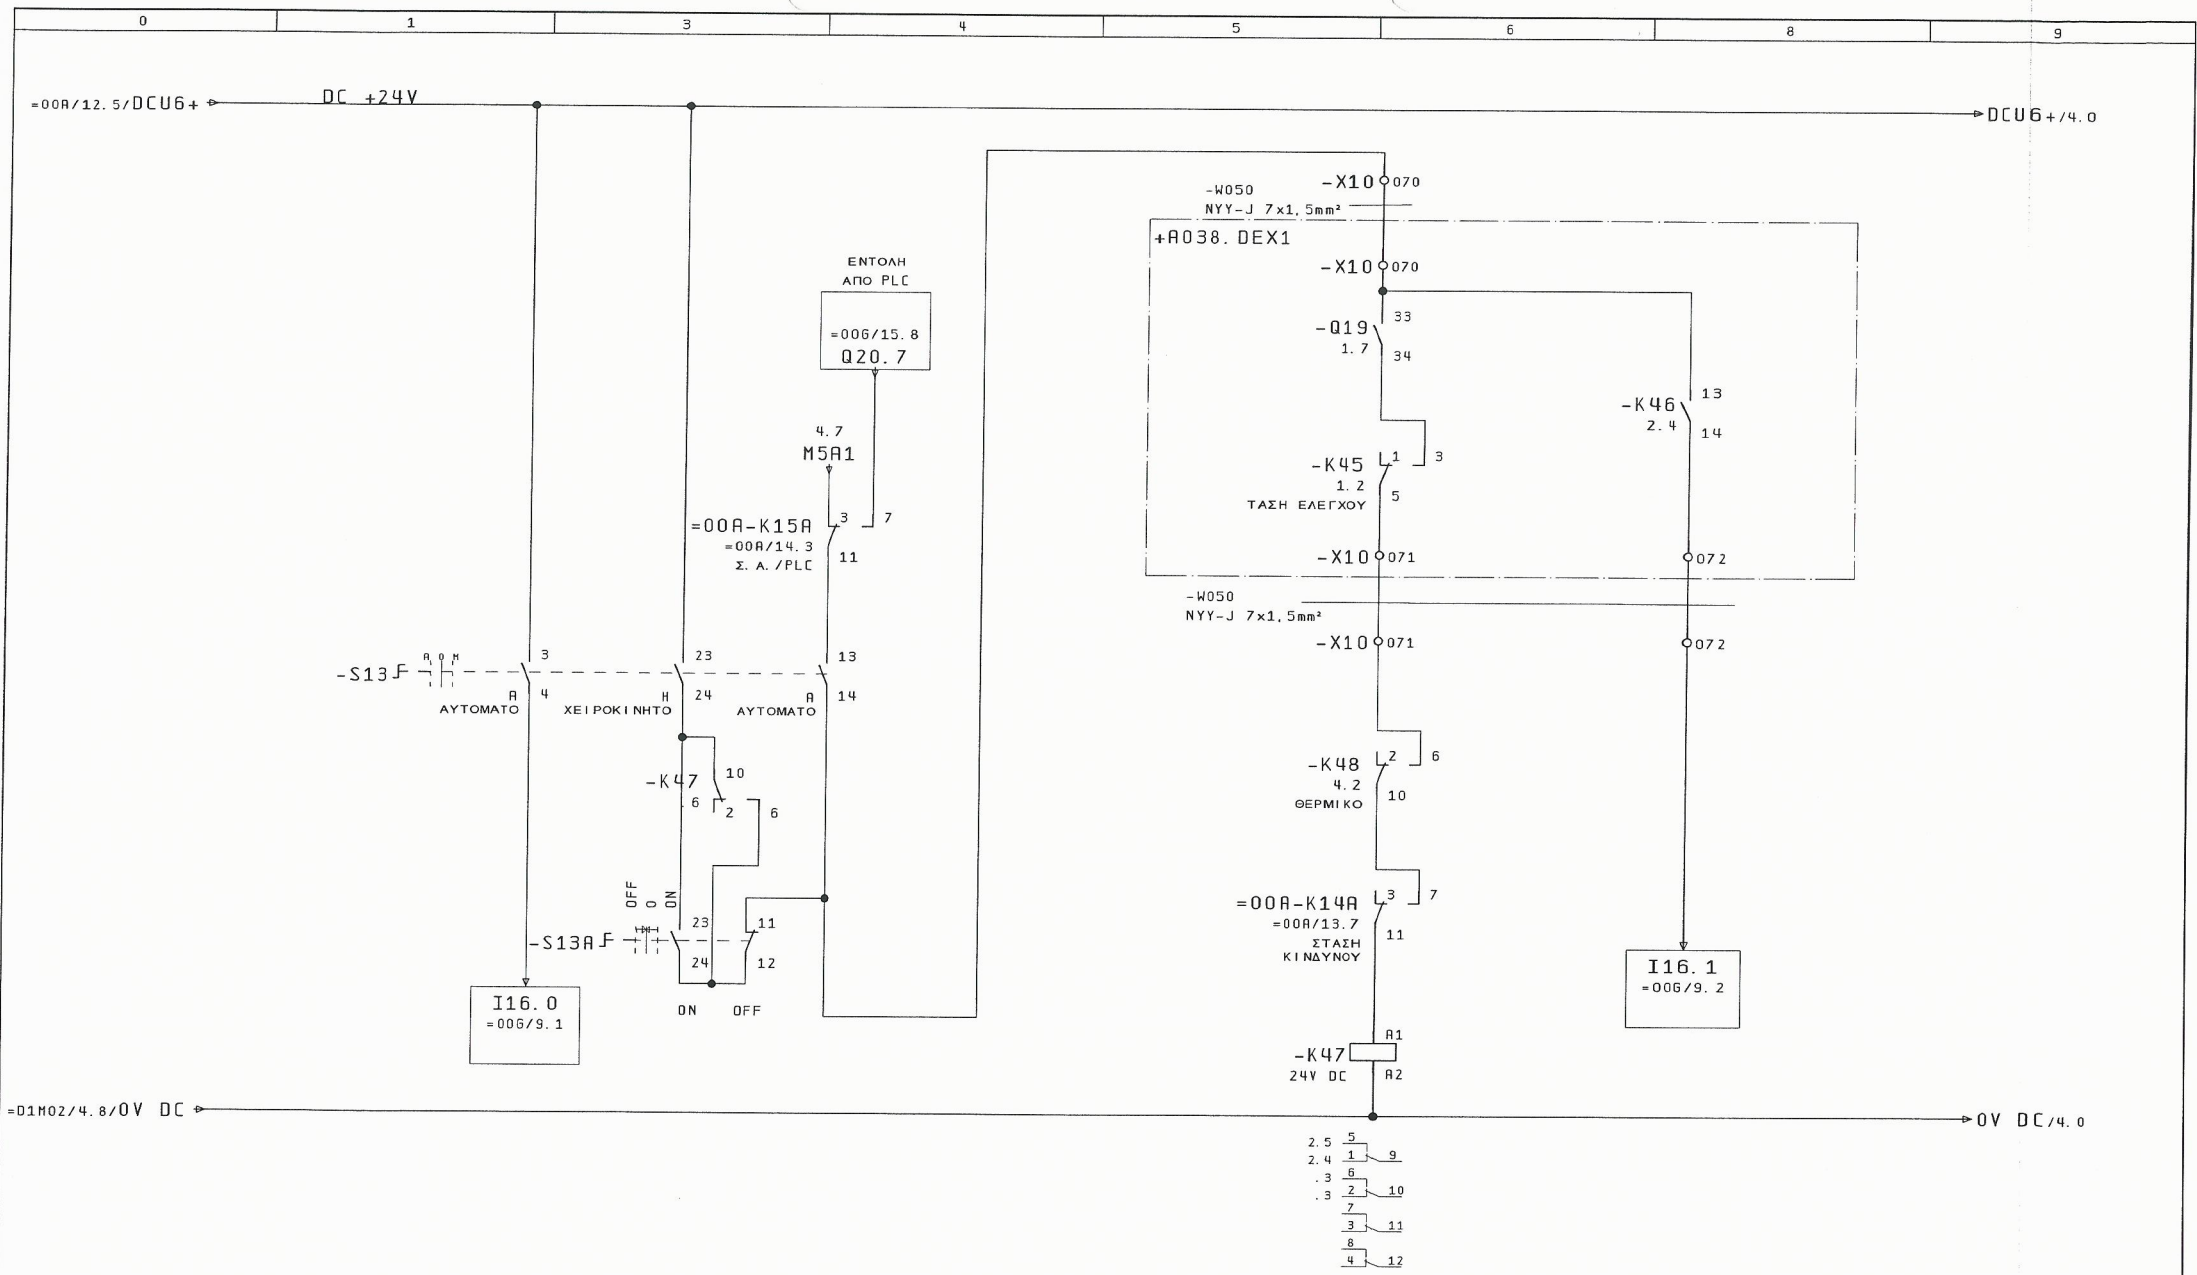 0 1 3 4 5 6 8 9
=00A/12.5/DCU6+
DC +24V
DCU6+/4.0
-X10 070
-W050
NYY-J 7x1,5mm²
+A038.DEX1
-X10 070
ΕΝΤΟΛΗ
ΑΠΟ PLC
=00G/15.8
Q20.7
33
-Q19
1.7
34
13
-K46
2.4
14
4.7
M5A1
1 3
-K45
1.2
5
ΤΑΣΗ ΕΛΕΓΧΟΥ
3 7
=00A-K15A
=00A/14.3
11
Σ.Α./PLC
-X10 071
072
-W050
NYY-J 7x1,5mm²
-X10 071
072
A 0 H
-S13
3
4
A
ΑΥΤΟΜΑΤΟ
23
24
H
ΧΕΙΡΟΚΙΝΗΤΟ
13
14
A
ΑΥΤΟΜΑΤΟ
10
-K47
6 2 6
2 6
-K48
4.2
10
ΘΕΡΜΙΚΟ
OFF
0
ON
23
24
11
12
-S13A
ON OFF
3 7
=00A-K14A
=00A/13.7
11
ΣΤΑΣΗ
ΚΙΝΔΥΝΟΥ
I16.0
=00G/9.1
I16.1
=00G/9.2
A1
-K47
24V DC
A2
=D1M02/4.8/0V DC
0V DC/4.0
2.5 5
2.4 1 9
.3 6
.3 2 10
7
3 11
8
4 12